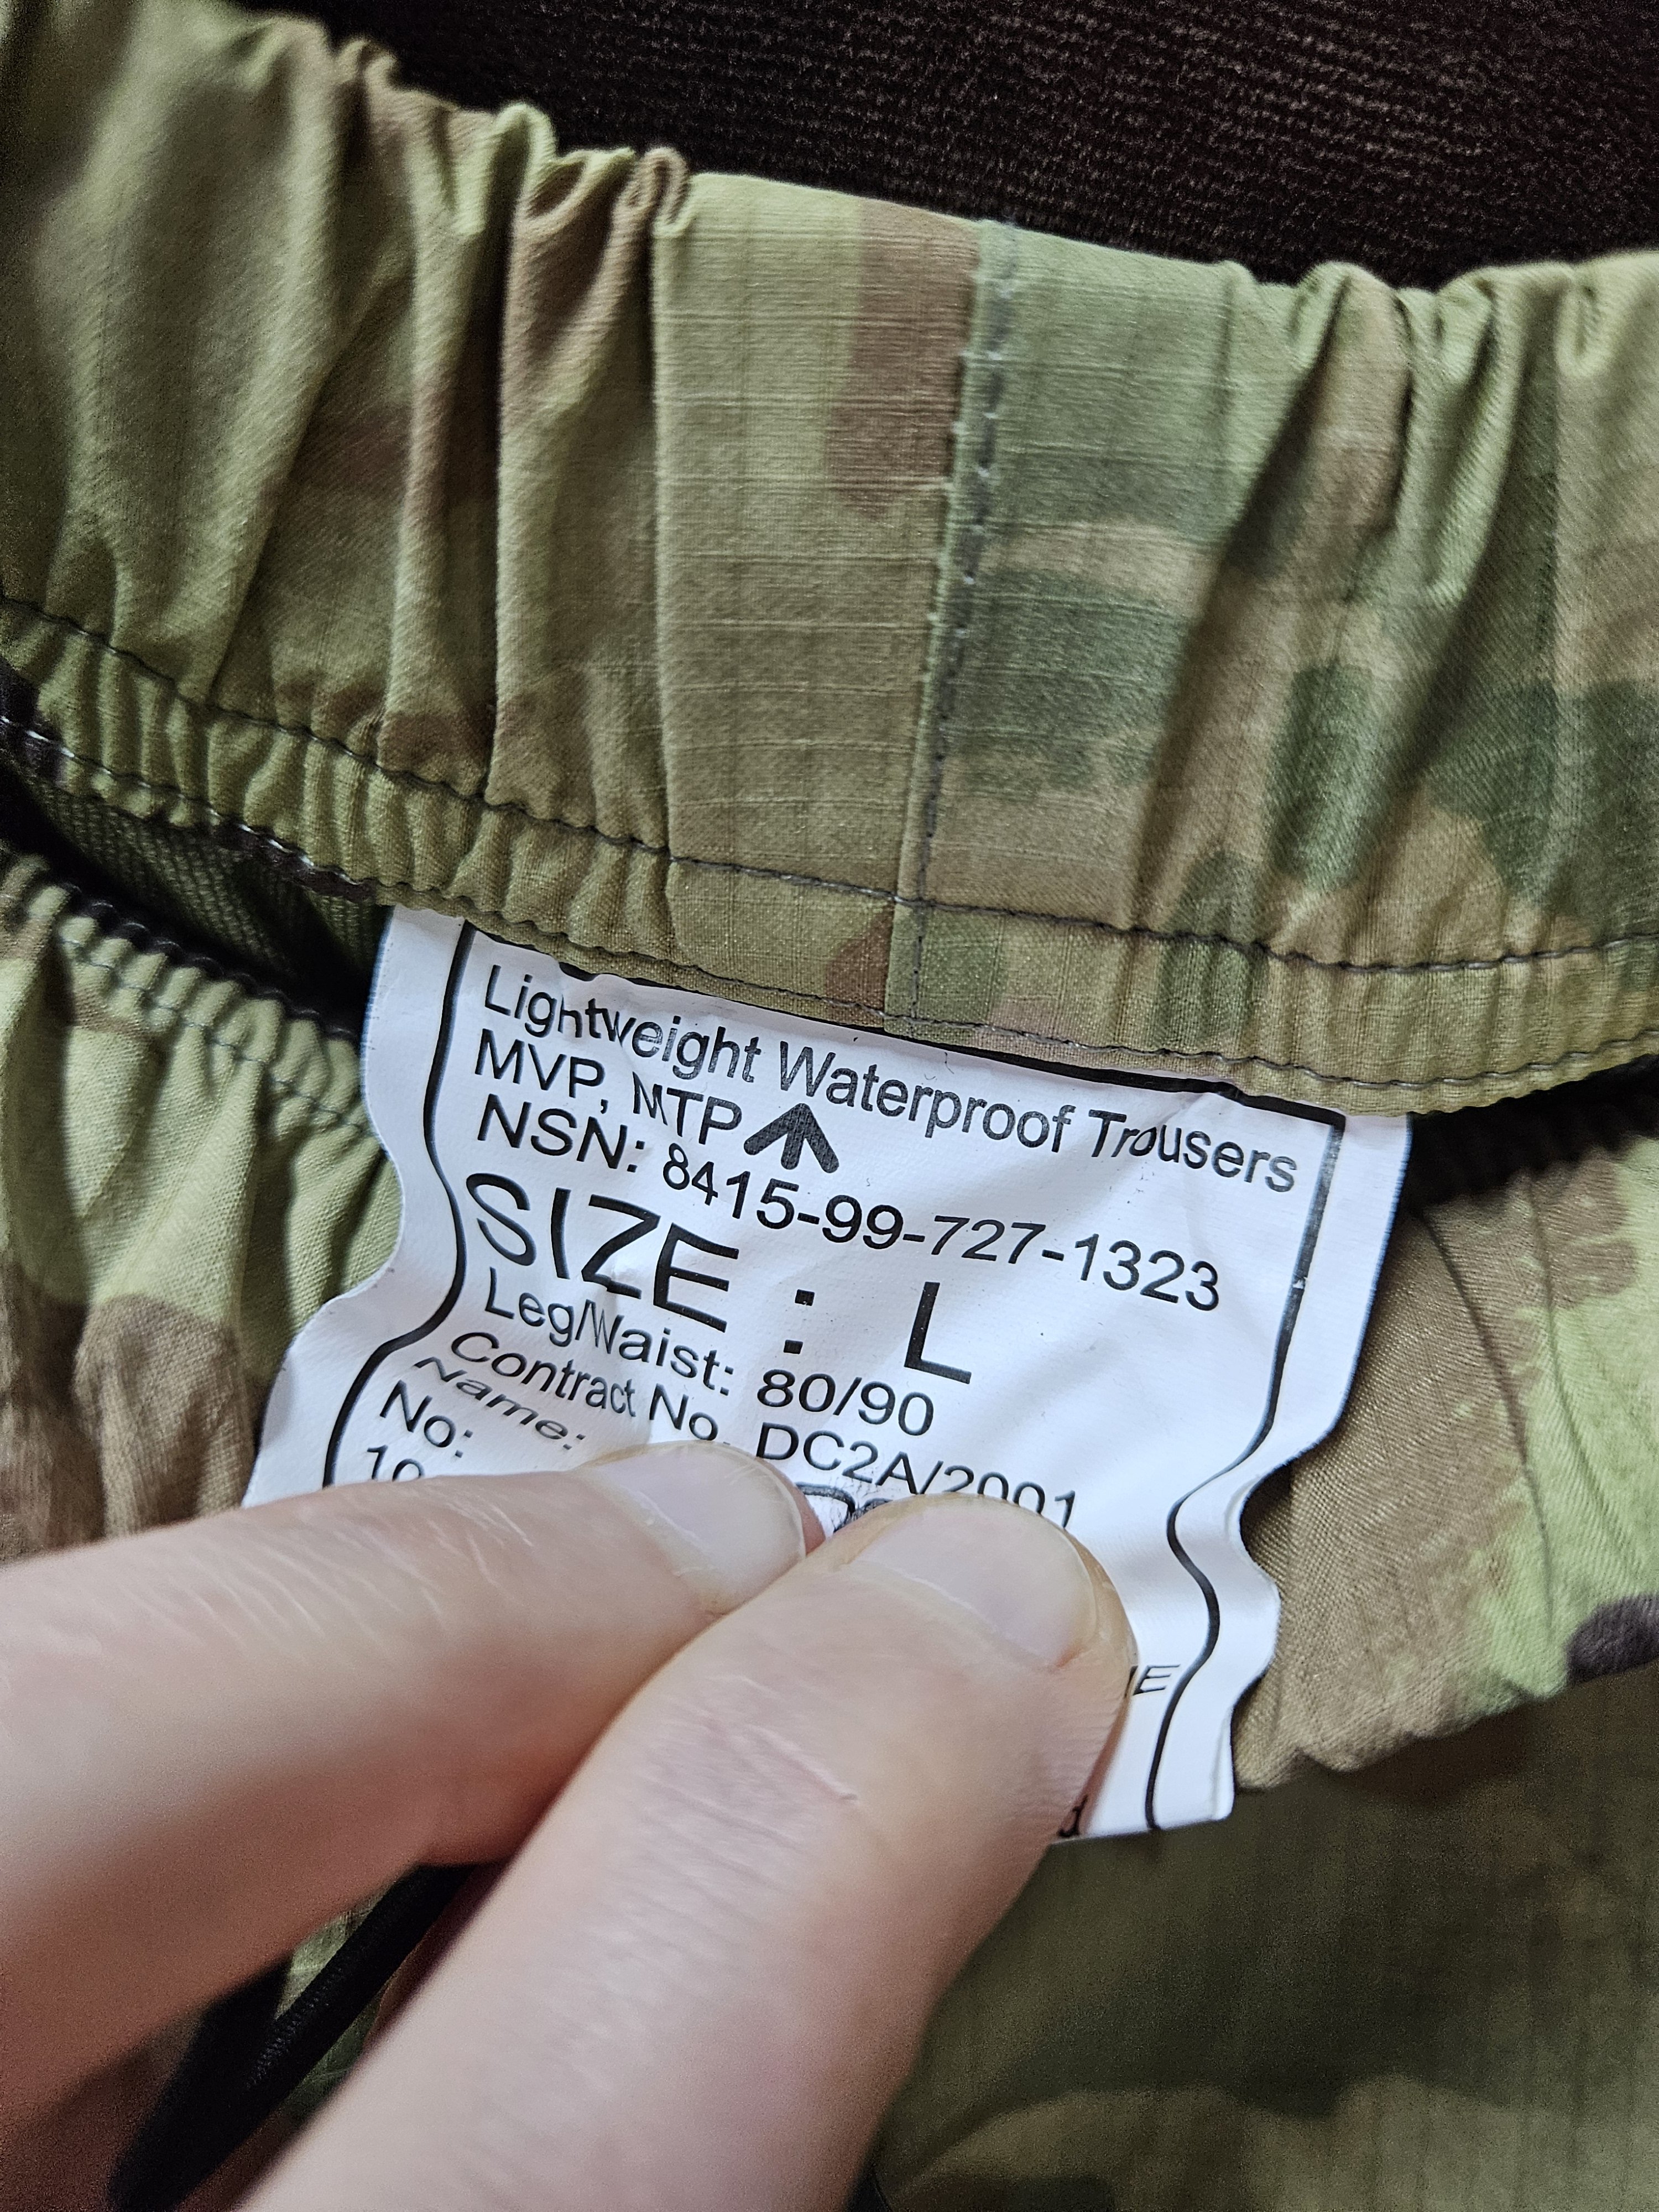 Lightweight Waterproof Trousers
MVP, MTP
NSN: 8415-99-727-1323
SIZE : L
Leg/Waist: 80/90
Contract No. DC2A/2001
Name:
No: